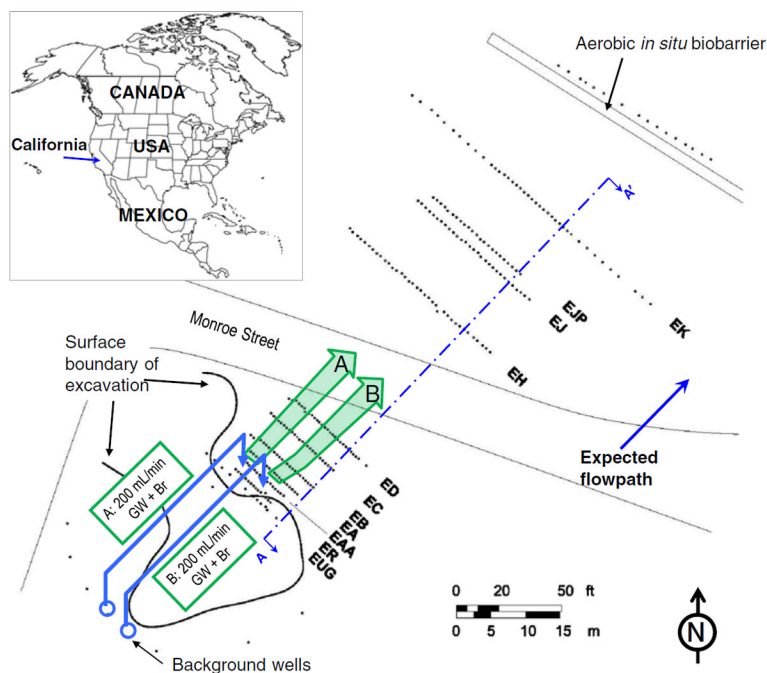 CANADA
California
USA
MEXICO
Aerobic in situ biobarrier
A'
Monroe Street
Surface
boundary of
excavation
A
B
EK
EJP
EJ
EH
Expected
flowpath
A: 200 mL/min
GW + Br
B: 200 mL/min
GW + Br
ED
EC
EB
EA
EAA
ER
EUG
A
Background wells
0 20 50 ft
0 5 10 15 m
N